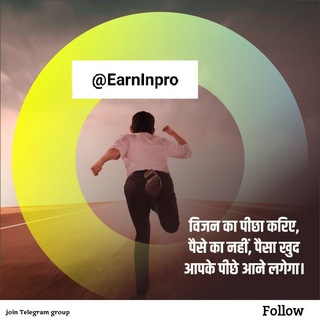 @EarnInpro
विजन का पीछा करिए,
पैसे का नहीं, पैसा खुद
आपके पीछे आने लगेगा।
Join Telegram group
Follow